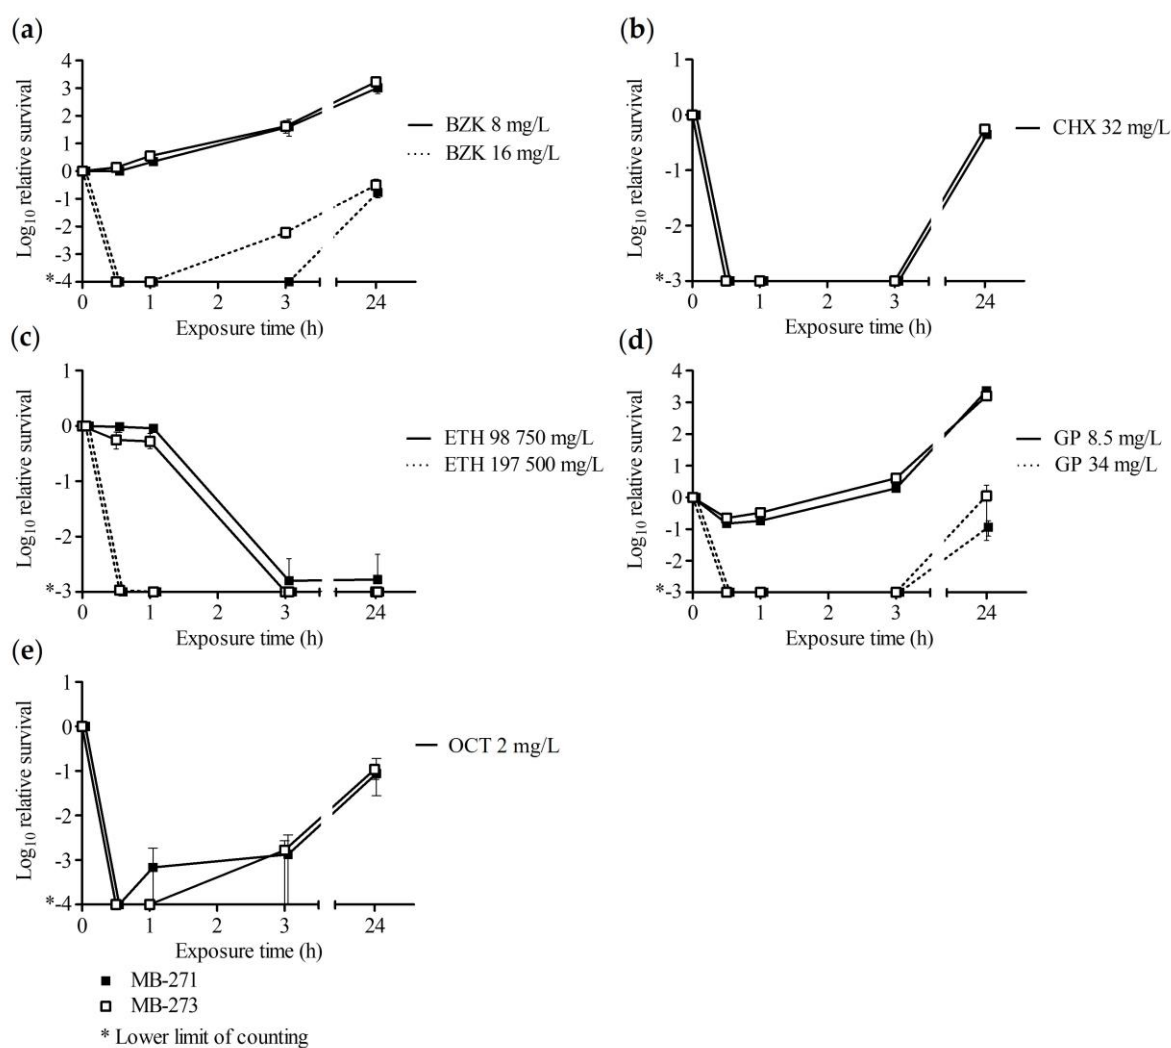 (a)
Log10 relative survival
4
3
2
1
0
-1
-2
-3
*-4
0 1 2 3 24
Exposure time (h)
BZK 8 mg/L
BZK 16 mg/L
(b)
Log10 relative survival
1
0
-1
-2
*-3
0 1 2 3 24
Exposure time (h)
CHX 32 mg/L
(c)
Log10 relative survival
1
0
-1
-2
*-3
0 1 2 3 24
Exposure time (h)
ETH 98 750 mg/L
ETH 197 500 mg/L
(d)
Log10 relative survival
4
3
2
1
0
-1
-2
*-3
0 1 2 3 24
Exposure time (h)
GP 8.5 mg/L
GP 34 mg/L
(e)
Log10 relative survival
1
0
-1
-2
-3
*-4
0 1 2 3 24
Exposure time (h)
OCT 2 mg/L
MB-271
MB-273
* Lower limit of counting